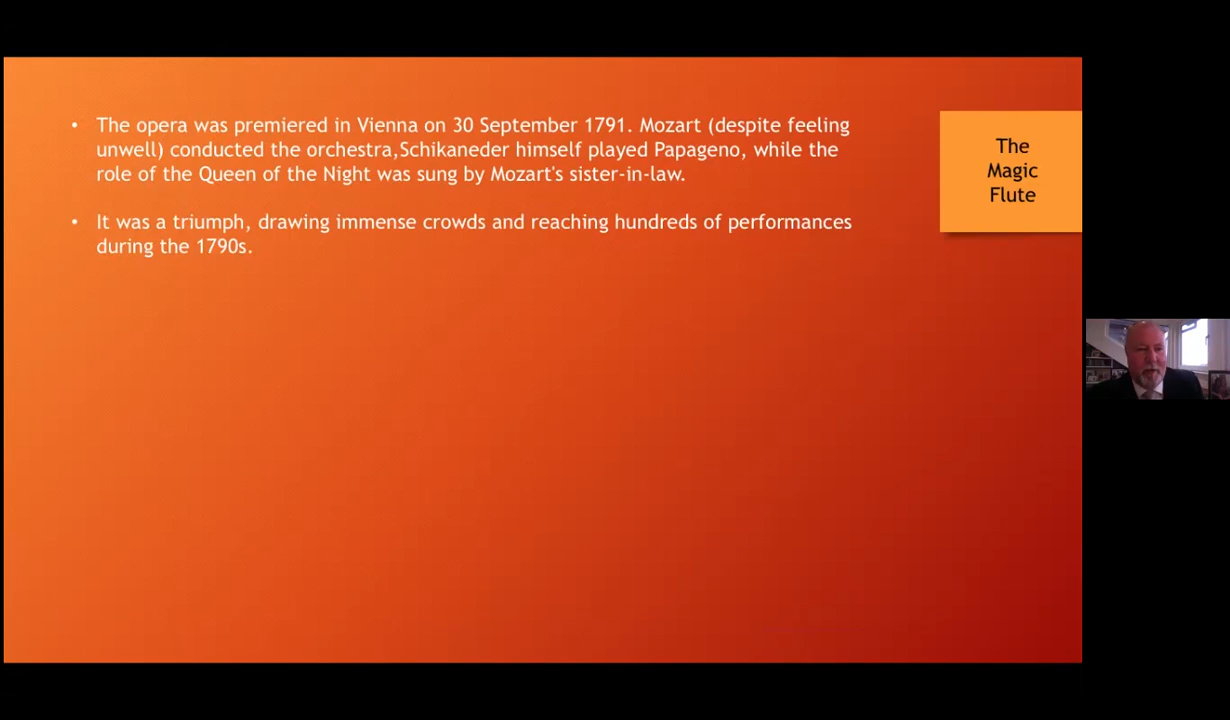 • The opera was premiered in Vienna on 30 September 1791. Mozart (despite feeling
unwell) conducted the orchestra,Schikaneder himself played Papageno, while the
role of the Queen of the Night was sung by Mozart's sister-in-law.
• It was a triumph, drawing immense crowds and reaching hundreds of performances
during the 1790s.
The
Magic
Flute